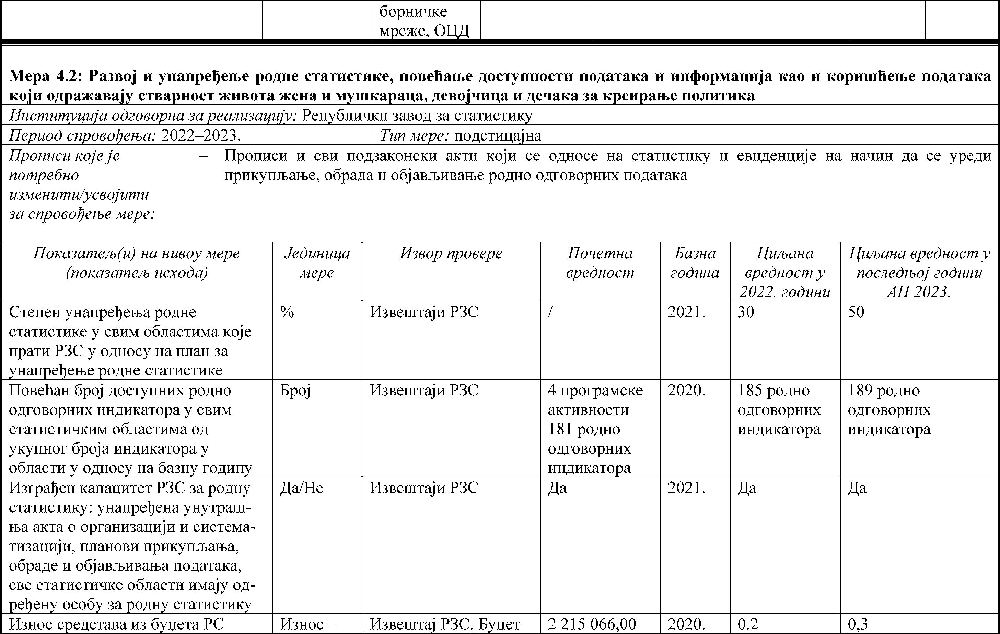 борничке
мреже, ОЦД
Мера 4.2: Развој и унапређење родне статистике, повећање доступности података и информација као и коришћење података
који одражавају стварност живота жена и мушкараца, девојчица и дечака за креирање политика
Институција одговорна за реализацију: Републички завод за статистику
Период спровођења: 2022–2023.
Тип мере: подстицајна
Прописи које је
потребно
изменити/усвојити
за спровођење мере:
– Прописи и сви подзаконски акти који се односе на статистику и евиденције на начин да се уреди
прикупљање, обрада и објављивање родно одговорних података
Показатељ(и) на нивоу мере
(показатељ исхода)
Јединица
мере
Извор провере
Почетна
вредност
Базна
година
Циљана
вредност у
2022. години
Циљана вредност у
последњој години
АП 2023.
Степен унапређења родне
статистике у свим областима које
прати РЗС у односу на план за
унапређење родне статистике
%
Извештаји РЗС
/
2021.
30
50
Повећан број доступних родно
одговорних индикатора у свим
статистичким областима од
укупног броја индикатора у
области у односу на базну годину
Број
Извештаји РЗС
4 програмске
активности
181 родно
одговорних
индикатора
2020.
185 родно
одговорних
индикатора
189 родно
одговорних
индикатора
Изграђен капацитет РЗС за родну
статистику: унапређена унутраш-
ња акта о организацији и система-
тизацији, планови прикупљања,
обраде и објављивања података,
све статистичке области имају од-
ређену особу за родну статистику
Да/Не
Извештаји РЗС
Да
2021.
Да
Да
Износ средстава из буџета РС
Износ –
Извештај РЗС, Буџет
2 215 066,00
2020.
0,2
0,3